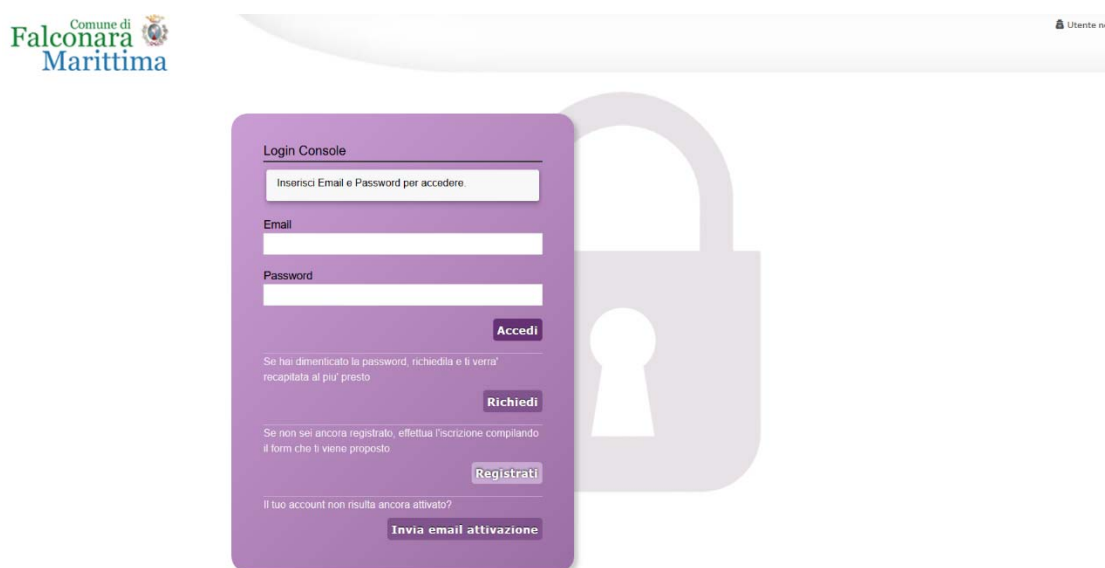 Comune di
Falconara
Marittima
Utente
Login Console
Inserisci Email e Password per accedere.
Email
Password
Accedi
Se hai dimenticato la password, richiedila e ti verra'
recapitata al piu' presto
Richiedi
Se non sei ancora registrato, effettua l'iscrizione compilando
il form che ti viene proposto
Registrati
Il tuo account non risulta ancora attivato?
Invia email attivazione